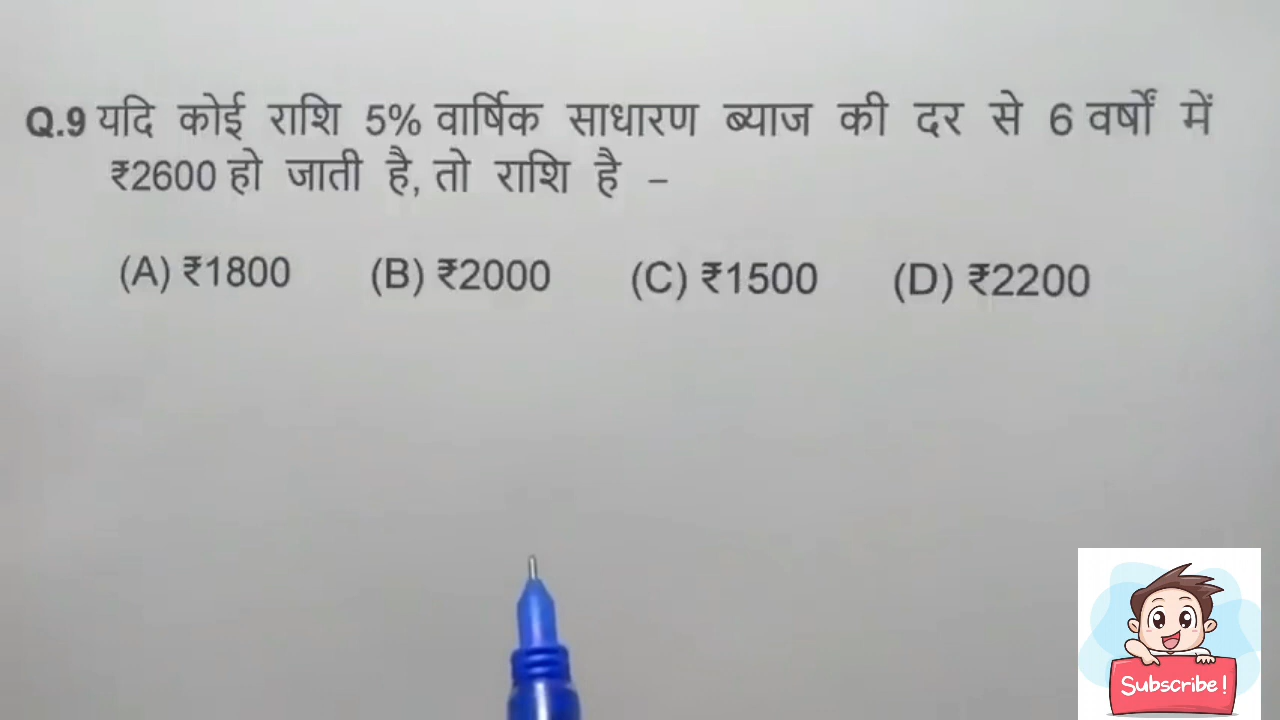 Q.9 यदि कोई राशि 5% वार्षिक साधारण ब्याज की दर से 6 वर्षों में
₹2600 हो जाती है, तो राशि है –
(A) ₹1800 (B) ₹2000 (C) ₹1500 (D) ₹2200
Subscribe!